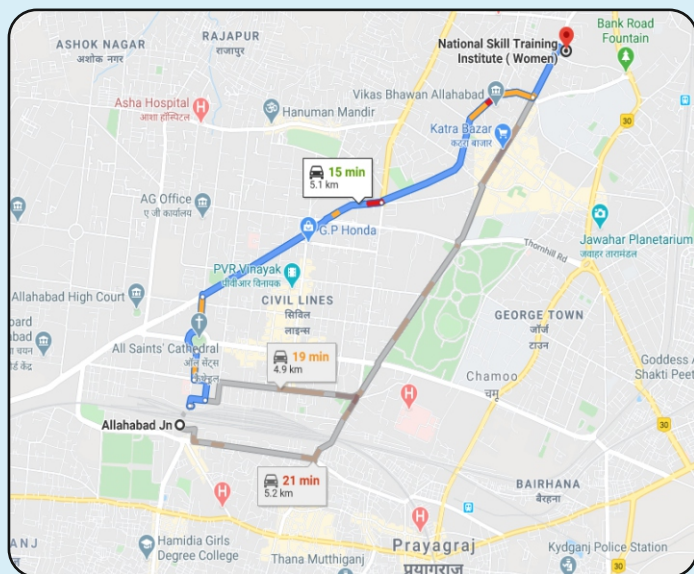 ASHOK NAGAR
अशोक नगर
RAJAPUR
राजापुर
National Skill Training
Institute ( Women)
Bank Road
Fountain
Asha Hospital
आशा हॉस्पिटल
H
Hanuman Mandir
Vikas Bhawan Allahabad
Katra Bazar
कटरा बाजार
30
30
15 min
5.1 km
AG Office
ए जी कार्यालय
G.P Honda
Jawahar Planetarium
जवाहर तारामंडल
Thornhill Rd
PVR Vinayak
पीवीआर विनायक
Allahabad High Court
CIVIL LINES
सिविल
लाइन्स
GEORGE TOWN
जॉर्ज
टाउन
All Saints' Cathedral
ऑल सेंट्स
19 min
4.9 km
Goddess A
Shakti Peet
Chamoo
चमू
H
Allahabad Jn
30
21 min
5.2 km
H
H
BAIRHANA
बैरहना
Hamidia Girls
Degree College
Prayagraj
प्रयागराज
Kydganj Police Station
Thana Mutthiganj